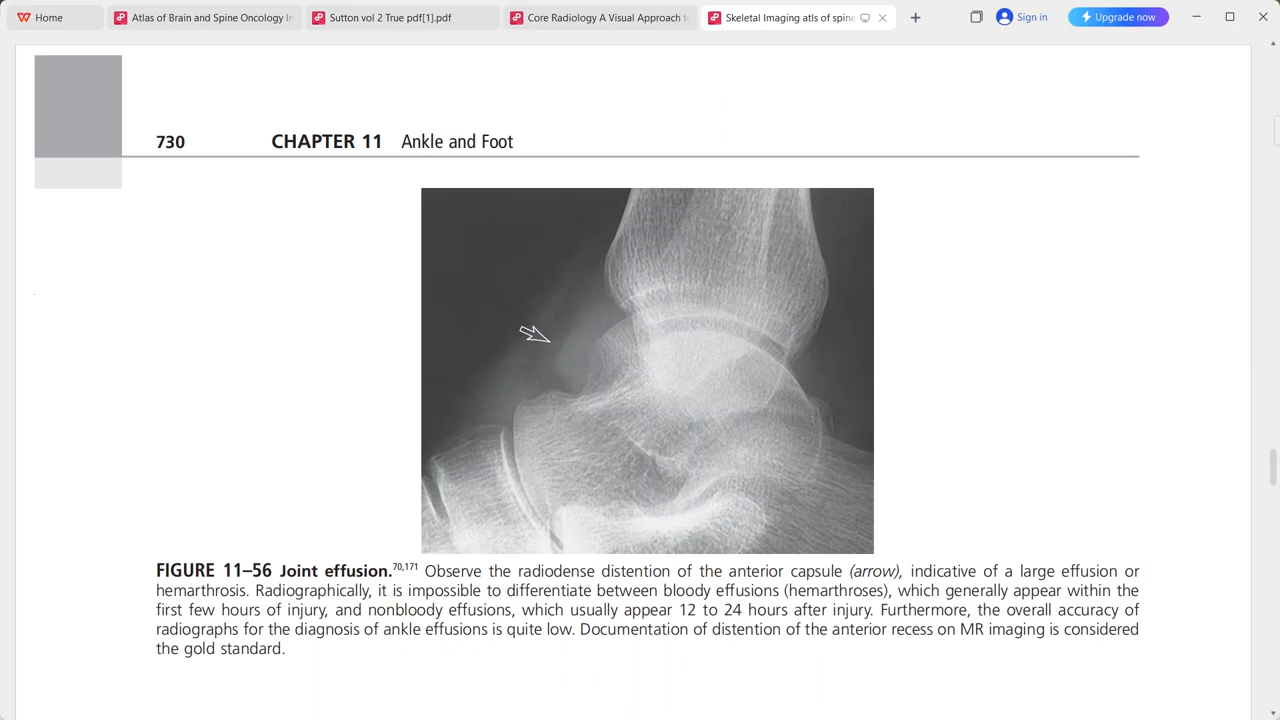 Home
Atlas of Brain and Spine Oncology I
Sutton vol 2 True pdf[1].pdf
Core Radiology A Visual Approach to
Skeletal Imaging atls of spine
Sign in
Upgrade now
730 CHAPTER 11 Ankle and Foot
FIGURE 11–56 Joint effusion.70,171 Observe the radiodense distention of the anterior capsule (arrow), indicative of a large effusion or
hemarthrosis. Radiographically, it is impossible to differentiate between bloody effusions (hemarthroses), which generally appear within the
first few hours of injury, and nonbloody effusions, which usually appear 12 to 24 hours after injury. Furthermore, the overall accuracy of
radiographs for the diagnosis of ankle effusions is quite low. Documentation of distention of the anterior recess on MR imaging is considered
the gold standard.